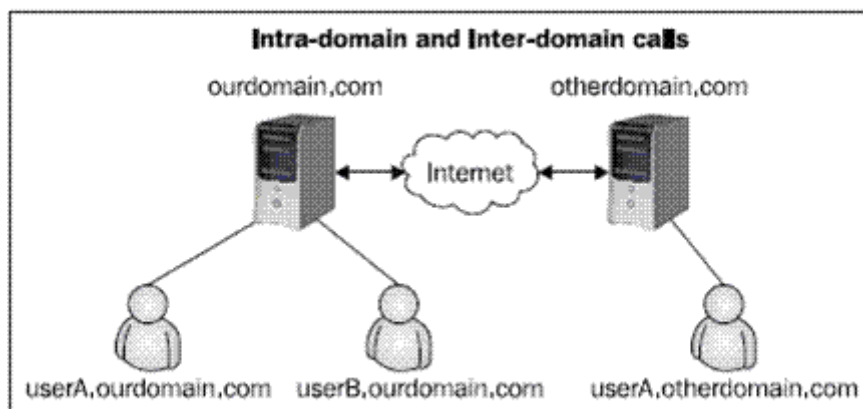 Intra-domain and Inter-domain calls
ourdomain.com
otherdomain.com
Internet
userA.ourdomain.com
userB.ourdomain.com
userA.otherdomain.com